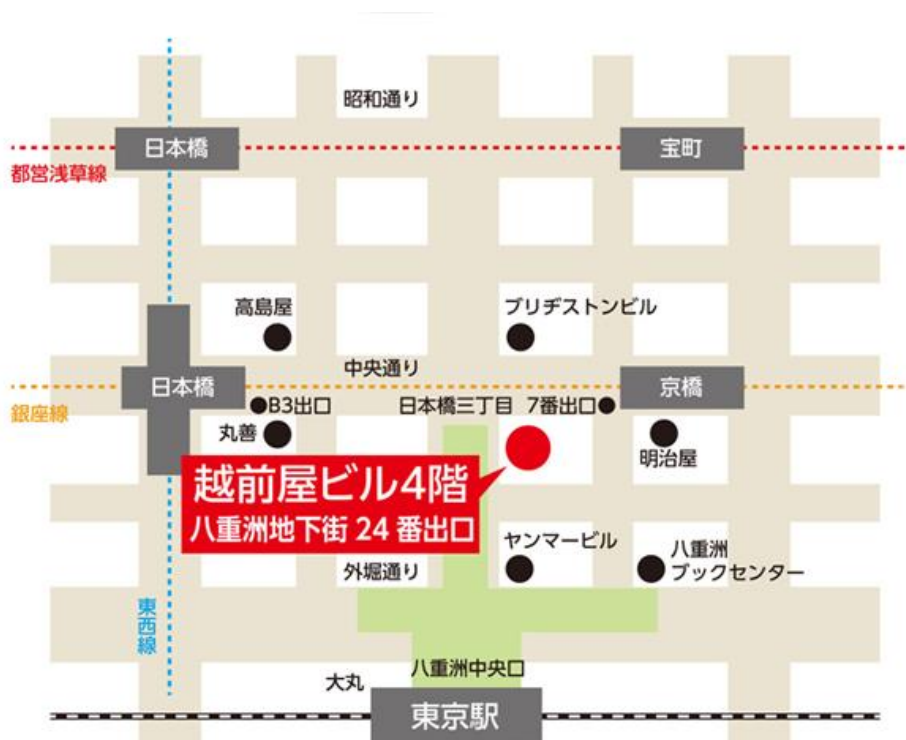 昭和通り
日本橋
宝町
都営浅草線
高島屋
ブリヂストンビル
中央通り
日本橋
京橋
銀座線
B3出口
日本橋三丁目 7番出口
丸善
明治屋
越前屋ビル4階
八重洲地下街 24 番出口
ヤンマービル
八重洲
ブックセンター
外堀通り
東西線
八重洲中央口
大丸
東京駅